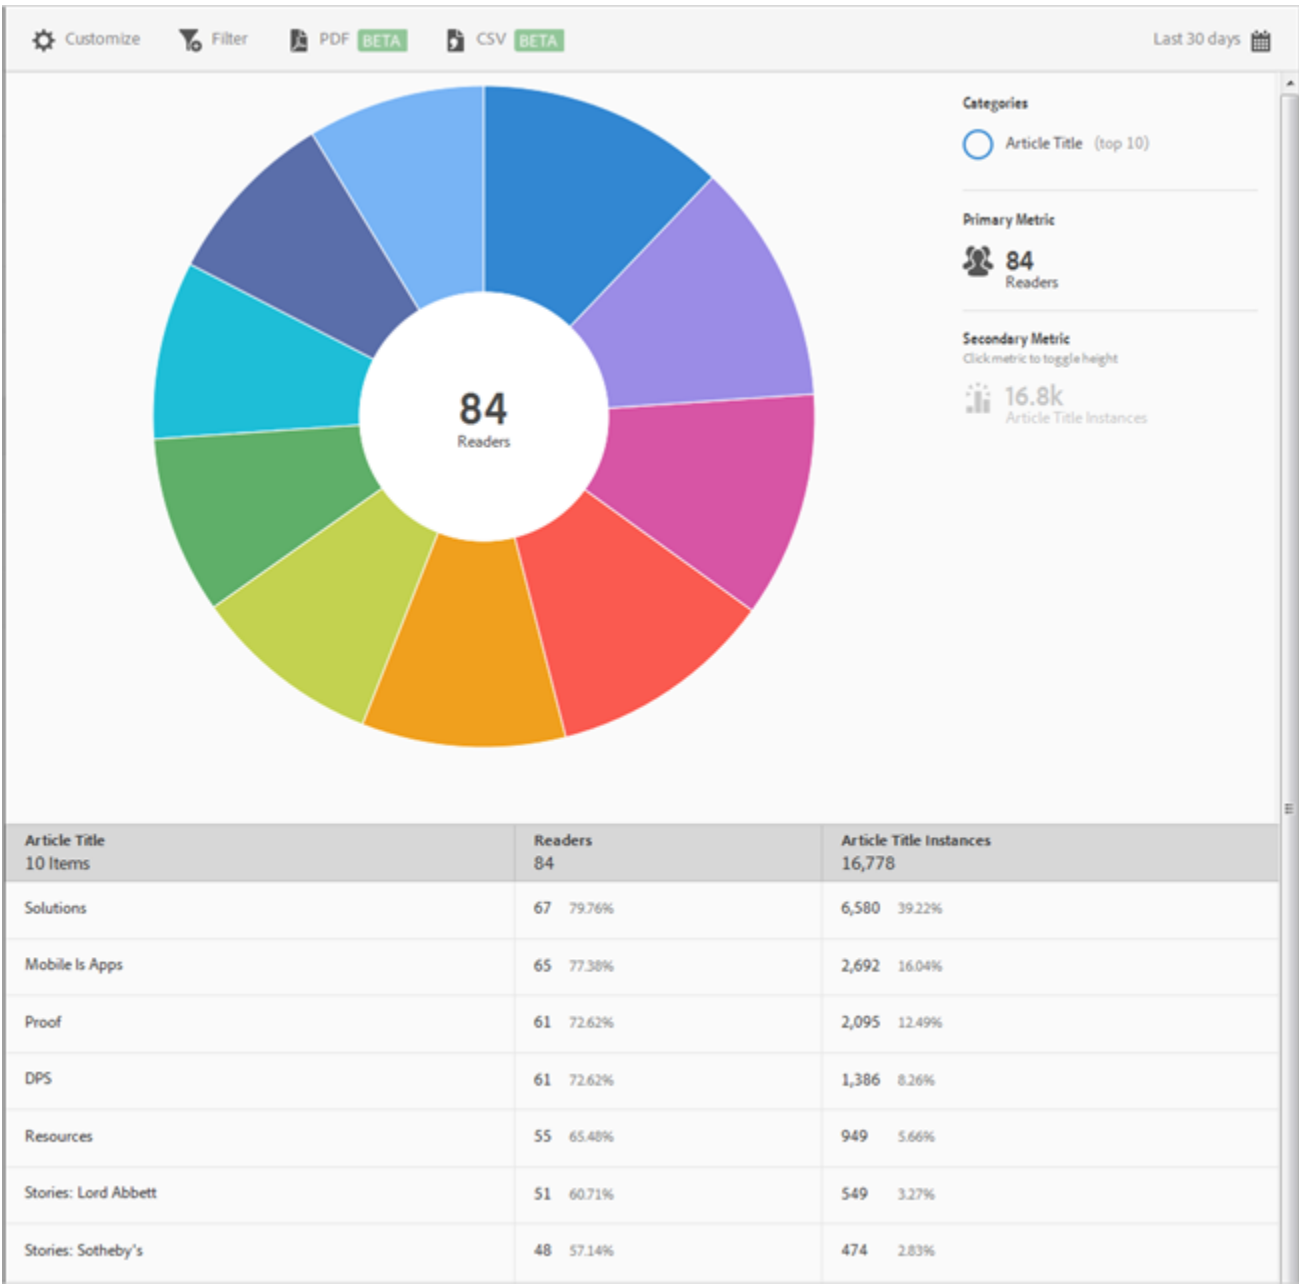 Customize Filter PDF BETA CSV BETA Last 30 days
Categories
Article Title (top 10)
Primary Metric
84
Readers
Secondary Metric
Click metric to toggle height
16.8k
Article Title Instances
84
Readers
Article Title Readers Article Title Instances
10 Items 84 16,778
Solutions 67 79.76% 6,580 39.22%
Mobile Is Apps 65 77.38% 2,692 16.04%
Proof 61 72.62% 2,095 12.49%
DPS 61 72.62% 1,386 8.26%
Resources 55 65.48% 949 5.66%
Stories: Lord Abbett 51 60.71% 549 3.27%
Stories: Sotheby's 48 57.14% 474 2.83%